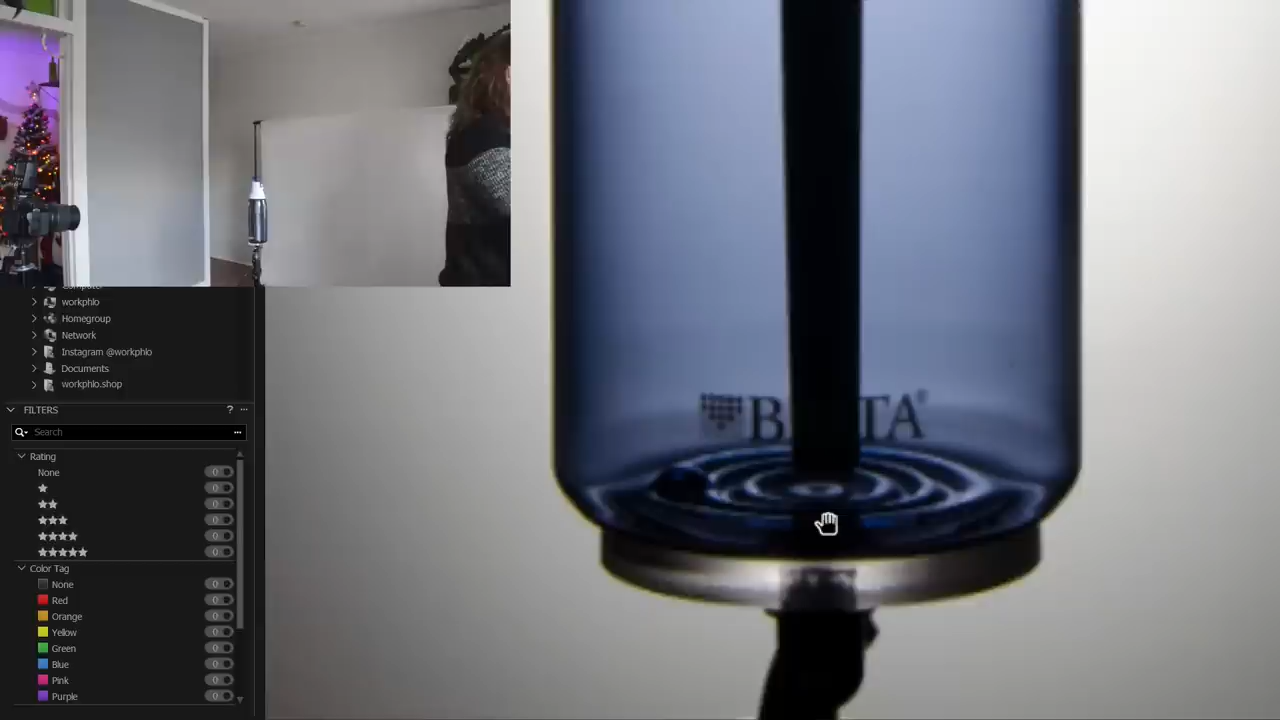 workphlo
Homegroup
Network
Instagram @workphlo
Documents
workphlo.shop
FILTERS ? ...
Search
Rating
None 0
0
0
0
0
0
Color Tag
None 0
Red 0
Orange 0
Yellow 0
Green 0
Blue 0
Pink 0
Purple 0